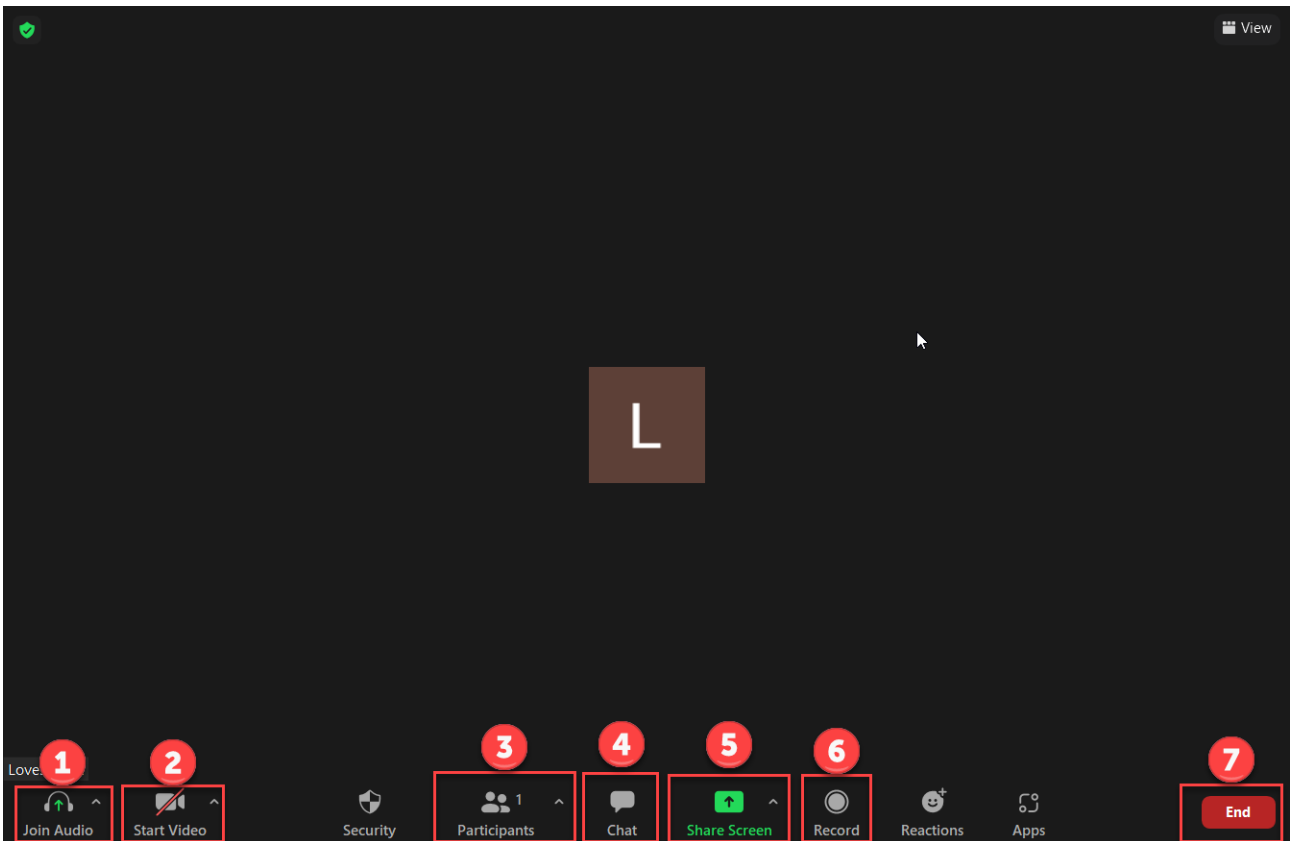 View
L
1
2
3
4
5
6
7
Love
1
Join Audio
Start Video
Security
Participants
Chat
Share Screen
Record
Reactions
Apps
End